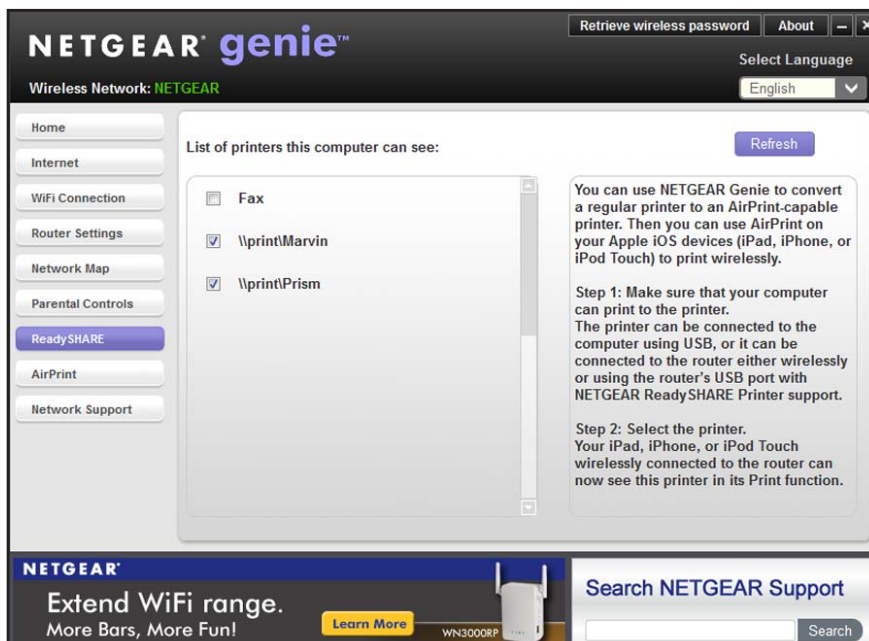 Retrieve wireless password
About
NETGEAR® genie™
Select Language
Wireless Network: NETGEAR
English
Home
Internet
WiFi Connection
Router Settings
Network Map
Parental Controls
ReadySHARE
AirPrint
Network Support
List of printers this computer can see:
Refresh
Fax
\\print\Marvin
\\print\Prism
You can use NETGEAR Genie to convert
a regular printer to an AirPrint-capable
printer. Then you can use AirPrint on
your Apple iOS devices (iPad, iPhone, or
iPod Touch) to print wirelessly.
Step 1: Make sure that your computer
can print to the printer.
The printer can be connected to the
computer using USB, or it can be
connected to the router either wirelessly
or using the router's USB port with
NETGEAR ReadySHARE Printer support.
Step 2: Select the printer.
Your iPad, iPhone, or iPod Touch
wirelessly connected to the router can
now see this printer in its Print function.
NETGEAR®
Extend WiFi range.
More Bars, More Fun!
Learn More
WN3000RP
Search NETGEAR Support
Search